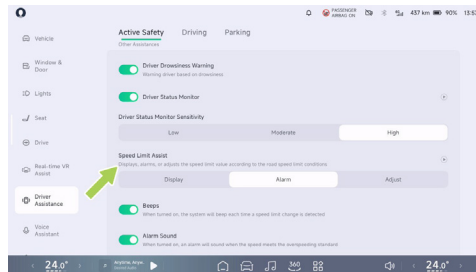 PASSENGER
AIRBAG ON
437 km
90%
13:53
Active Safety
Driving
Parking
Other Assistances
Vehicle
Window &
Door
Lights
Seat
Drive
Real-time VR
Assist
Driver
Assistance
Voice
Assistant
Driver Drowsiness Warning
Warning driver based on drowsiness
Driver Status Monitor
Driver Status Monitor Sensitivity
Low
Moderate
High
Speed Limit Assist
Displays, alarms, or adjusts the speed limit value according to the road speed limit conditions.
Display
Alarm
Adjust
Beeps
When turned on, the system will beep each time a speed limit change is detected
Alarm Sound
When turned on, an alarm will sound when the speed meets the overspeeding standard
24.0°
360
24.0°